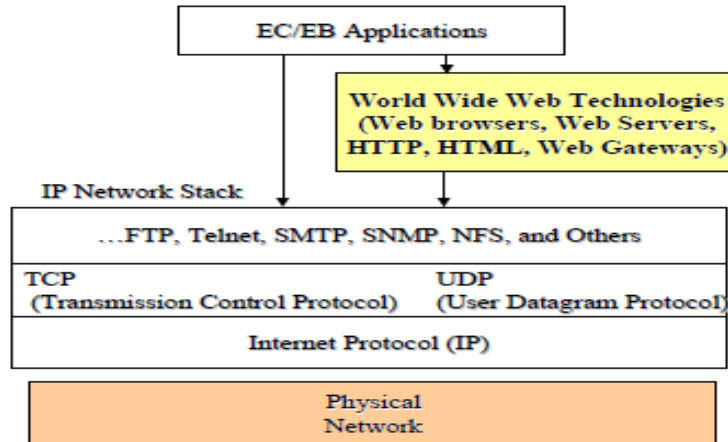 EC/EB Applications
World Wide Web Technologies
(Web browsers, Web Servers,
HTTP, HTML, Web Gateways)
IP Network Stack
…FTP, Telnet, SMTP, SNMP, NFS, and Others
TCP
(Transmission Control Protocol)
UDP
(User Datagram Protocol)
Internet Protocol (IP)
Physical
Network